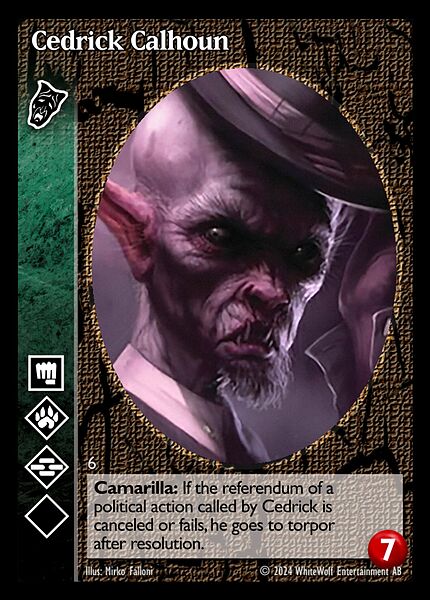 Cedrick Calhoun
6
Camarilla: If the referendum of a
political action called by Cedrick is
canceled or fails, he goes to torpor
after resolution.
7
Illus: Mirko Failoni © 2024 WhiteWolf Entertainment AB